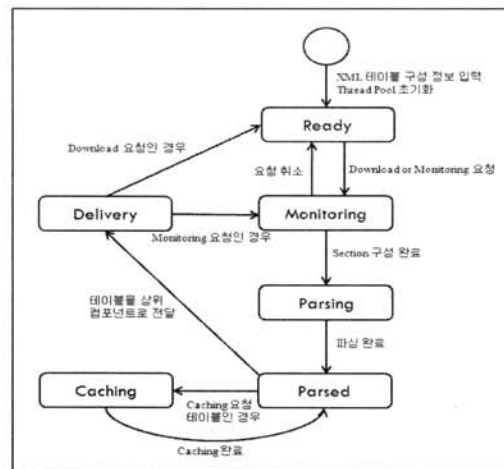 XML 테이블 구성 정보 입력
Thread Pool 초기화
Ready
Download 요청인 경우
요청 취소
Download or Monitoring 요청
Delivery
Monitoring
Monitoring 요청인 경우
Section 구성 완료
Parsing
테이블을 상위
컴포넌트로 전달
파싱 완료
Caching
Parsed
Caching 요청
테이블인 경우
Caching 완료